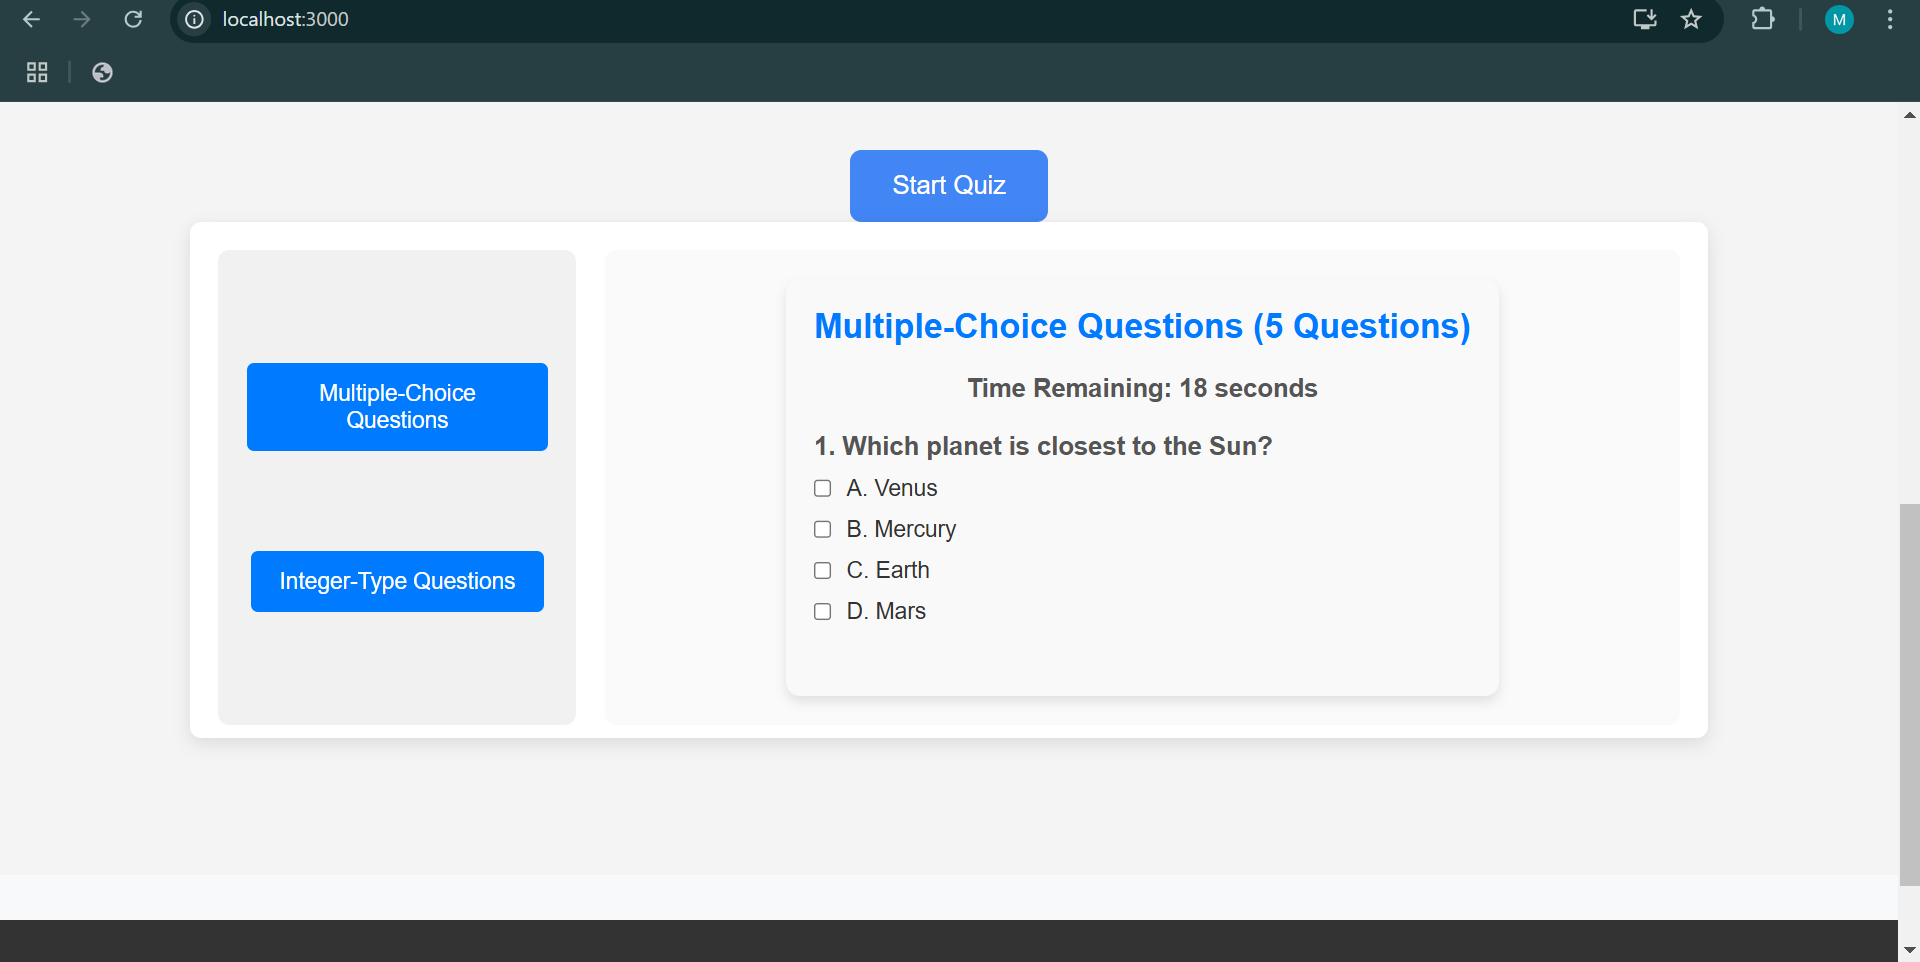 localhost:3000
M
Start Quiz
Multiple-Choice
Questions
Integer-Type Questions
Multiple-Choice Questions (5 Questions)
Time Remaining: 18 seconds
1. Which planet is closest to the Sun?
A. Venus
B. Mercury
C. Earth
D. Mars